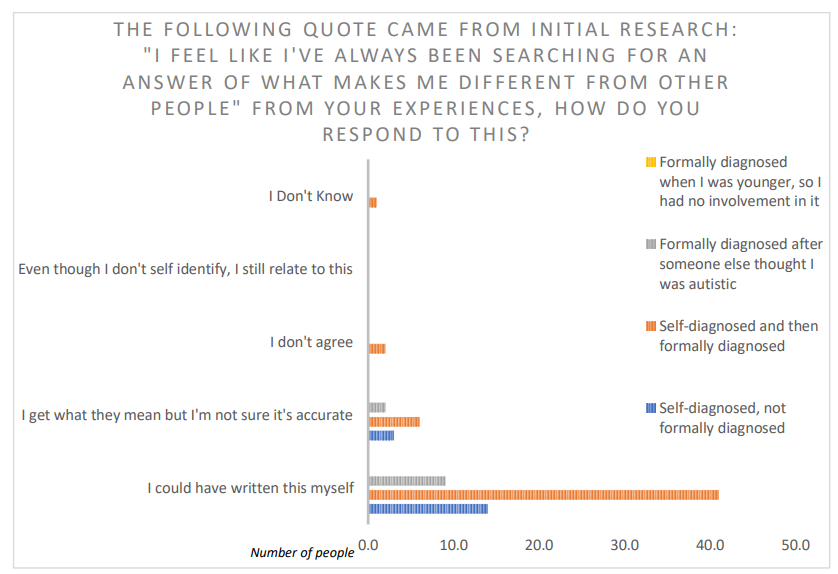 THE FOLLOWING QUOTE CAME FROM INITIAL RESEARCH:
"I FEEL LIKE I'VE ALWAYS BEEN SEARCHING FOR AN
ANSWER OF WHAT MAKES ME DIFFERENT FROM OTHER
PEOPLE" FROM YOUR EXPERIENCES, HOW DO YOU
RESPOND TO THIS?
Formally diagnosed
when I was younger, so I
had no involvement in it
Formally diagnosed after
someone else thought I
was autistic
Self-diagnosed and then
formally diagnosed
Self-diagnosed, not
formally diagnosed
I Don't Know
Even though I don't self identify, I still relate to this
I don't agree
I get what they mean but I'm not sure it's accurate
I could have written this myself
Number of people
0.0 10.0 20.0 30.0 40.0 50.0